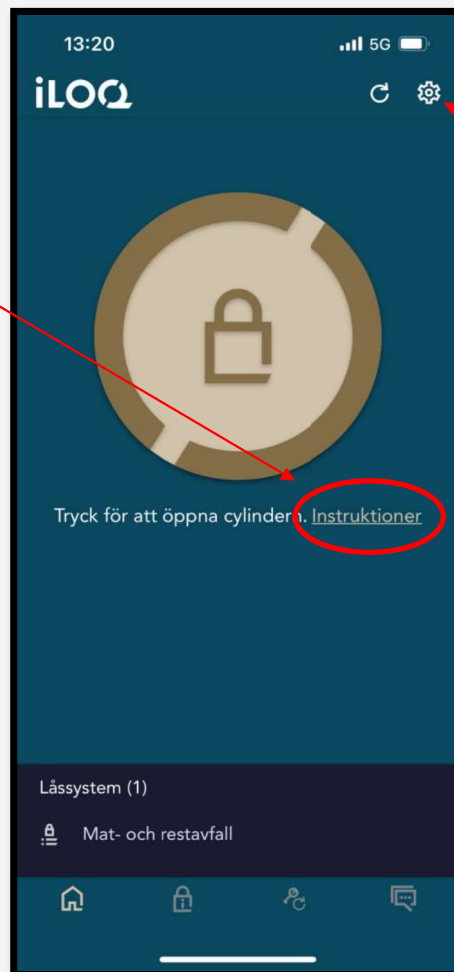 13:20
5G
iLOQ
Tryck för att öppna cylindern. Instruktioner
Låssystem (1)
Mat- och restavfall